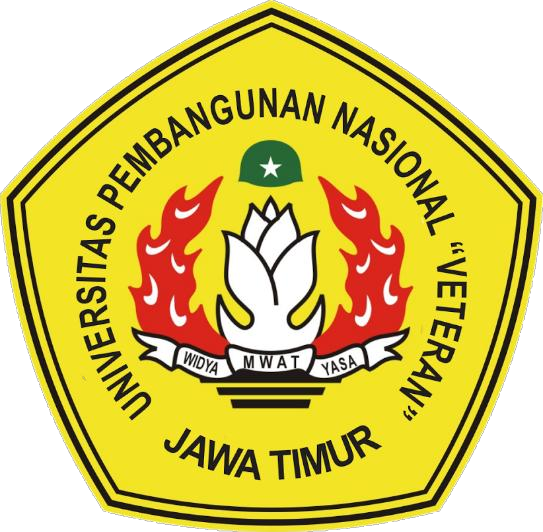 UNIVERSITAS PEMBANGUNAN NASIONAL “VETERAN”
WIDYA MWAT YASA
JAWA TIMUR